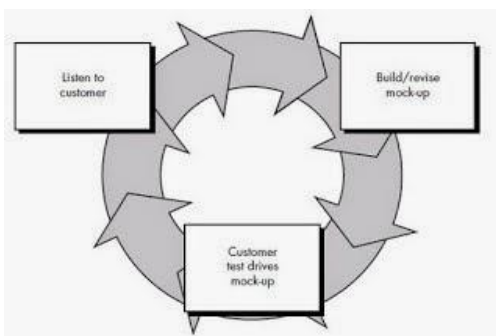 Listen to
customer
Build/revise
mock-up
Customer
test drives
mock-up